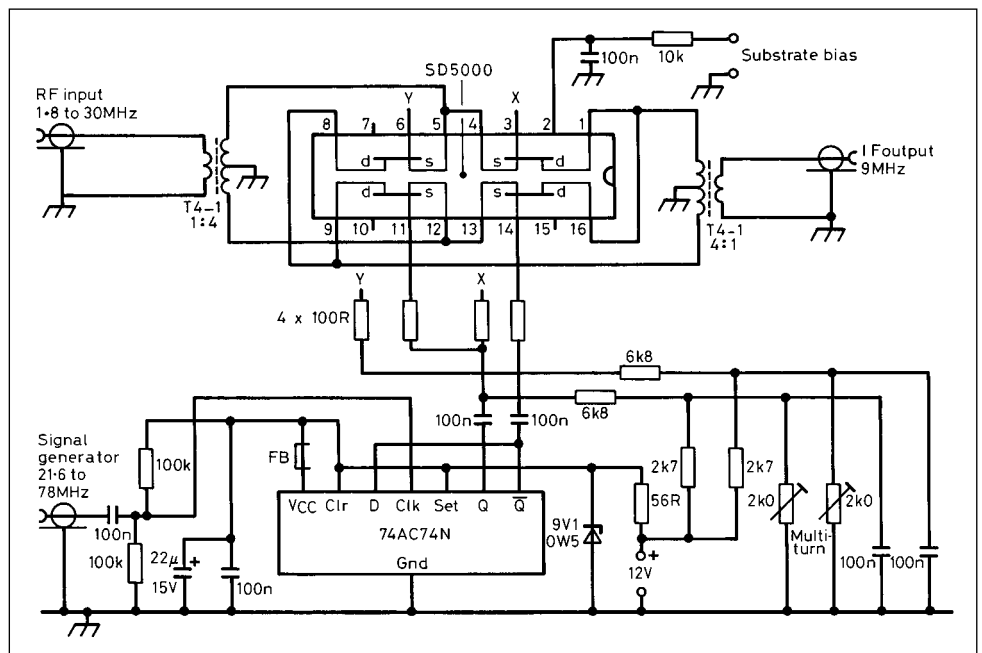 SD5000
100n
10k
Substrate bias
RF input
1·8 to 30MHz
Y
X
8
7
6
5
4
3
2
1
d
s
s
d
d
s
s
d
9
10
11
12
13
14
15
16
T4-1
1:4
T4-1
4:1
I Foutput
9MHz
Y
X
4 x 100R
6k8
6k8
100n
100n
Signal
generator
21·6 to
78MHz
100k
FB
2k7
2k7
56R
2k0
2k0
Multi-
turn
VCC
Clr
D
Clk
Set
Q
Q̅
74AC74N
Gnd
9V1
0W5
100n
100k
22μ
+
15V
100n
+
12V
100n
100n